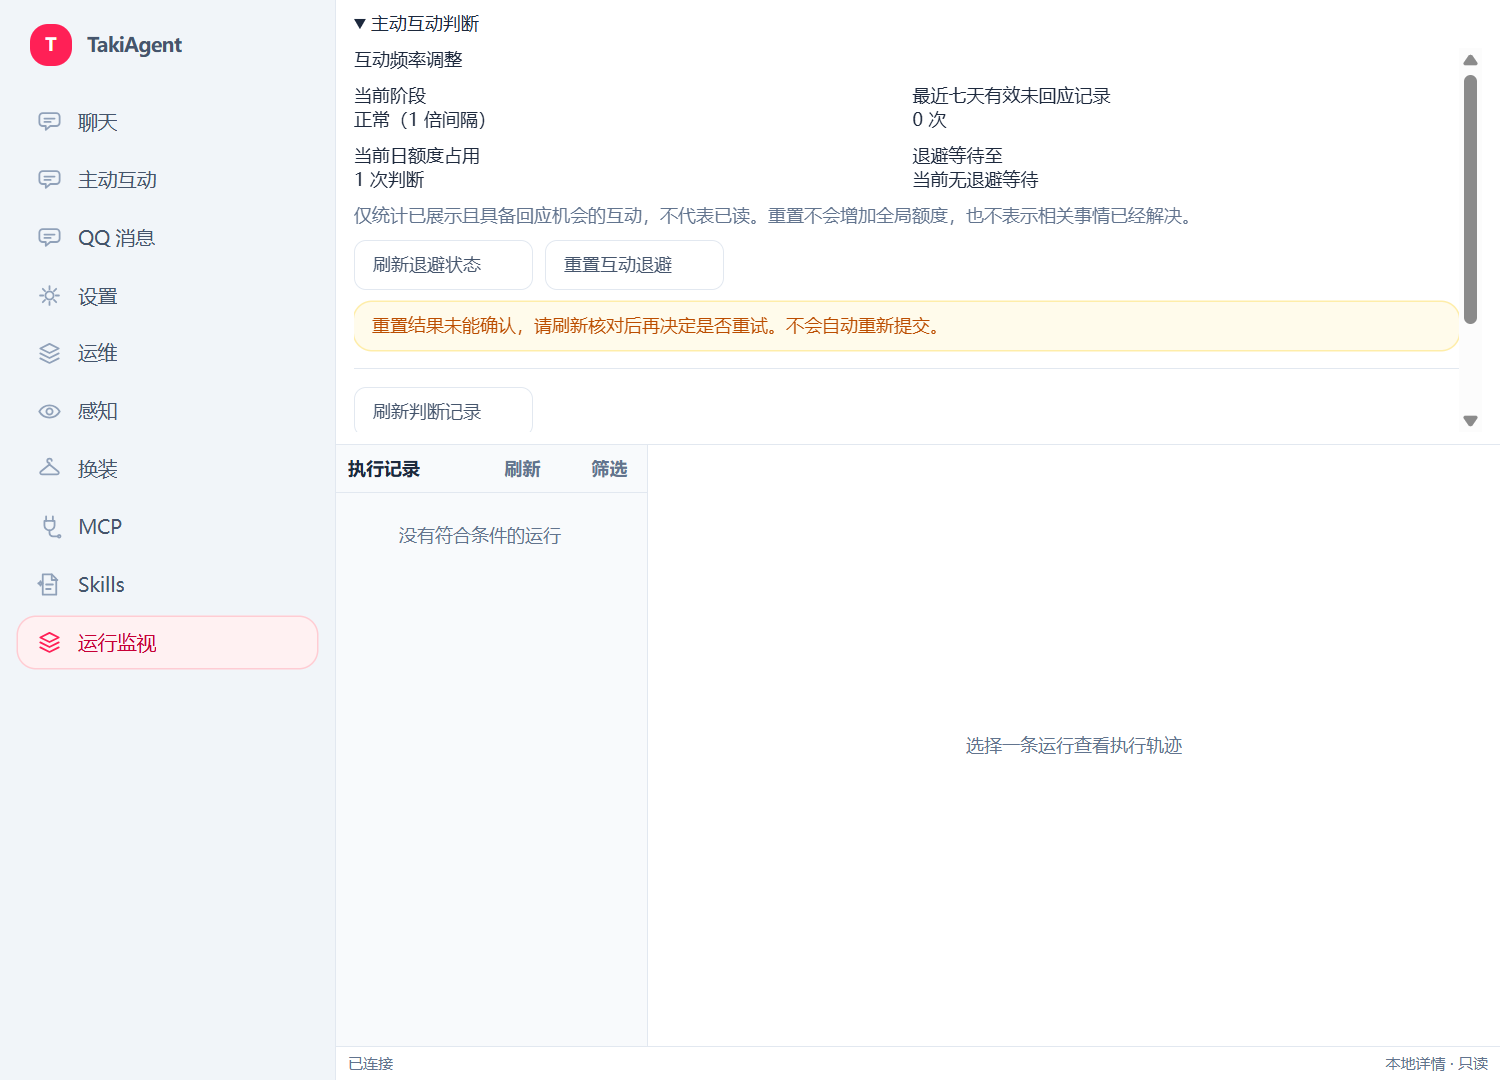 T TakiAgent
聊天
主动互动
QQ 消息
设置
运维
感知
换装
MCP
Skills
运行监视
▼ 主动互动判断
互动频率调整
当前阶段
正常（1 倍间隔）
最近七天有效未回应记录
0 次
当前日额度占用
1 次判断
退避等待至
当前无退避等待
仅统计已展示且具备回应机会的互动，不代表已读。重置不会增加全局额度，也不表示相关事情已经解决。
刷新退避状态
重置互动退避
重置结果未能确认，请刷新核对后再决定是否重试。不会自动重新提交。
刷新判断记录
执行记录 刷新 筛选
没有符合条件的运行
选择一条运行查看执行轨迹
已连接
本地详情 · 只读